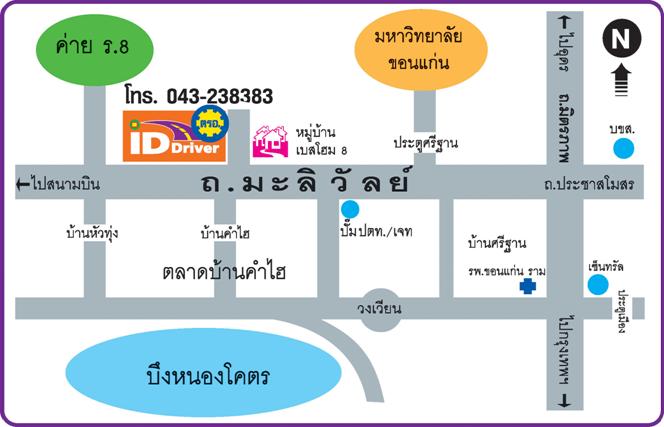 ค่าย ร.8
มหาวิทยาลัย
ขอนแก่น
ไปอุดร
N
โทร. 043-238383
ตรอ.
ID Driver
หมู่บ้าน
เบสโฮม 8
ประตูศรีฐาน
ถ.มิตรภาพ
บขส.
ไปสนามบิน
ถ.มะลิวัลย์
ถ.ประชาสโมสร
บ้านหัวทุ่ง
บ้านคำไฮ
ปั๊มปตท./เจท
บ้านศรีฐาน
ตลาดบ้านคำไฮ
รพ.ขอนแก่น ราม
เซ็นทรัล
วงเวียน
ประตูเมือง
ไปกรุงเทพฯ
บึงหนองโคตร